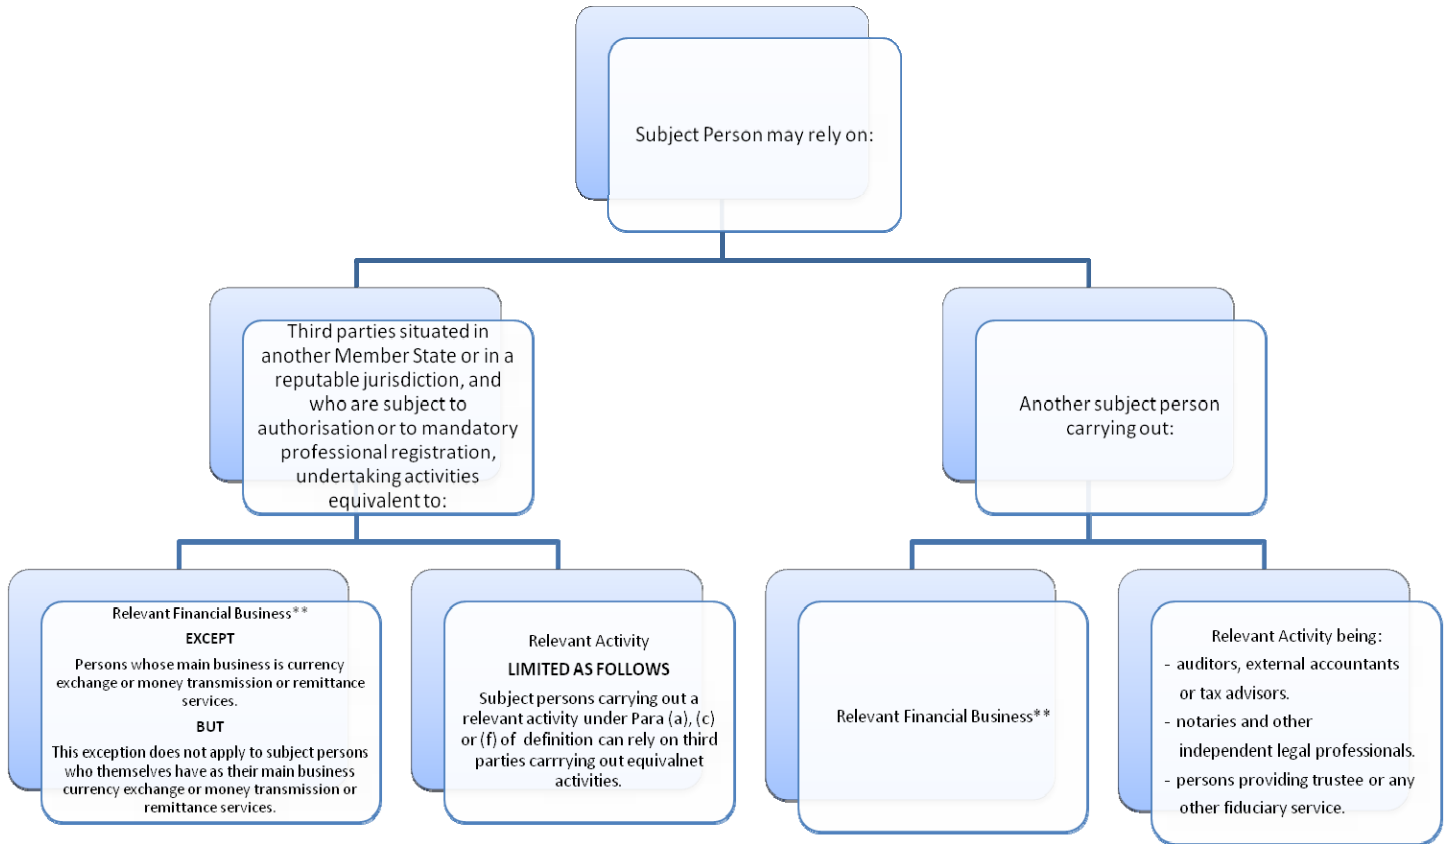 Subject Person may rely on:
Third parties situated in
another Member State or in a
reputable jurisdiction, and
who are subject to
authorisation or to mandatory
professional registration,
undertaking activities
equivalent to:
Another subject person
carrying out:
Relevant Financial Business**
EXCEPT
Persons whose main business is currency
exchange or money transmission or remittance
services.
BUT
This exception does not apply to subject persons
who themselves have as their main business
currency exchange or money transmission or
remittance services.
Relevant Activity
LIMITED AS FOLLOWS
Subject persons carrying out a
relevant activity under Para (a), (c)
or (f) of definition can rely on third
parties carrrying out equivalnet
activities.
Relevant Financial Business**
Relevant Activity being:
- auditors, external accountants
or tax advisors.
- notaries and other
independent legal professionals.
- persons providing trustee or any
other fiduciary service.